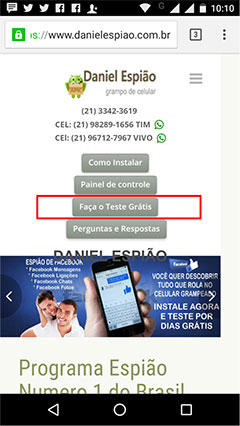 10:10
s://www.danielespiao.com.br
3
Daniel Espião
grampo de celular
(21) 3342-3619
CEL: (21) 98289-1656 TIM
CEl: (21) 96712-7967 VIVO
Como Instalar
Painel de controle
Faça o Teste Grátis
Perguntas e Respostas
DANIEL ESPIÃO
ESPIÃO DE FACEBOOK
* Facebook Mensagens
* Facebook Ligações
* Facebook Chats
* Facebook Fotos
Facebook
VOCÊ QUER DESCOBRIR
TUDO QUE ROLA NO
CELULAR GRAMPEADO
INSTALE AGORA
E TESTE POR
DIAS GRÁTIS
Programa Espião
Numero 1 do Brasil